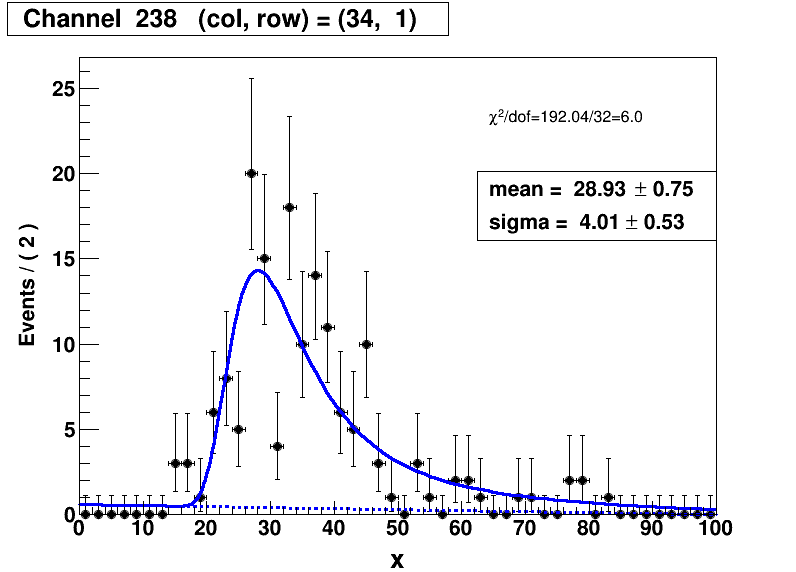 Channel 238 (col, row) = (34, 1)
χ²/dof=192.04/32=6.0
mean = 28.93 ± 0.75
sigma = 4.01 ± 0.53
Events / ( 2 )
25
20
15
10
5
0
0 10 20 30 40 50 60 70 80 90 100
x